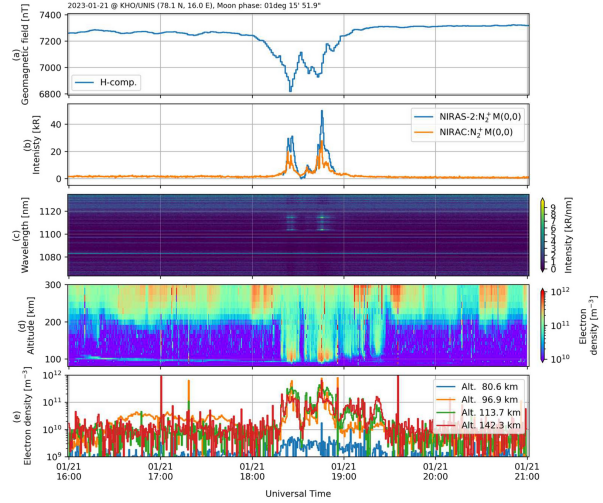 2023-01-21 @ KHO/UNIS (78.1 N, 16.0 E), Moon phase: 01deg 15' 51.9"
7400
7200
7000
6800
(a)
Geomagnetic field [nT]
H-comp.
40
20
0
(b)
Intenisty [kR]
NIRAS-2:N₂⁺ M(0,0)
NIRAC:N₂⁺ M(0,0)
1120
1100
1080
(c)
Wavelength [nm]
9
8
7
6
5
4
3
2
1
0
Intensity [kR/nm]
300
200
100
(d)
Altitude [km]
10¹²
10¹¹
10¹⁰
Electron
density [m⁻³]
10¹²
10¹¹
10¹⁰
10⁹
(e)
Electron density [m⁻³]
Alt. 80.6 km
Alt. 96.9 km
Alt. 113.7 km
Alt. 142.3 km
01/21 01/21 01/21 01/21 01/21 01/21
16:00 17:00 18:00 19:00 20:00 21:00
Universal Time